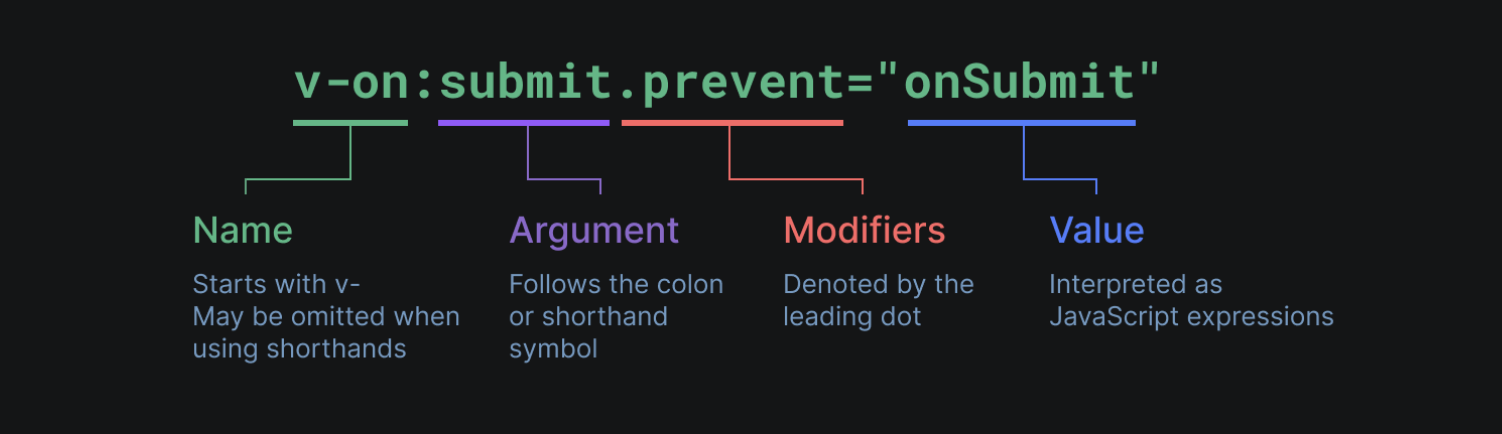 v-on:submit.prevent="onSubmit"
Name
Starts with v-
May be omitted when
using shorthands
Argument
Follows the colon
or shorthand
symbol
Modifiers
Denoted by the
leading dot
Value
Interpreted as
JavaScript expressions